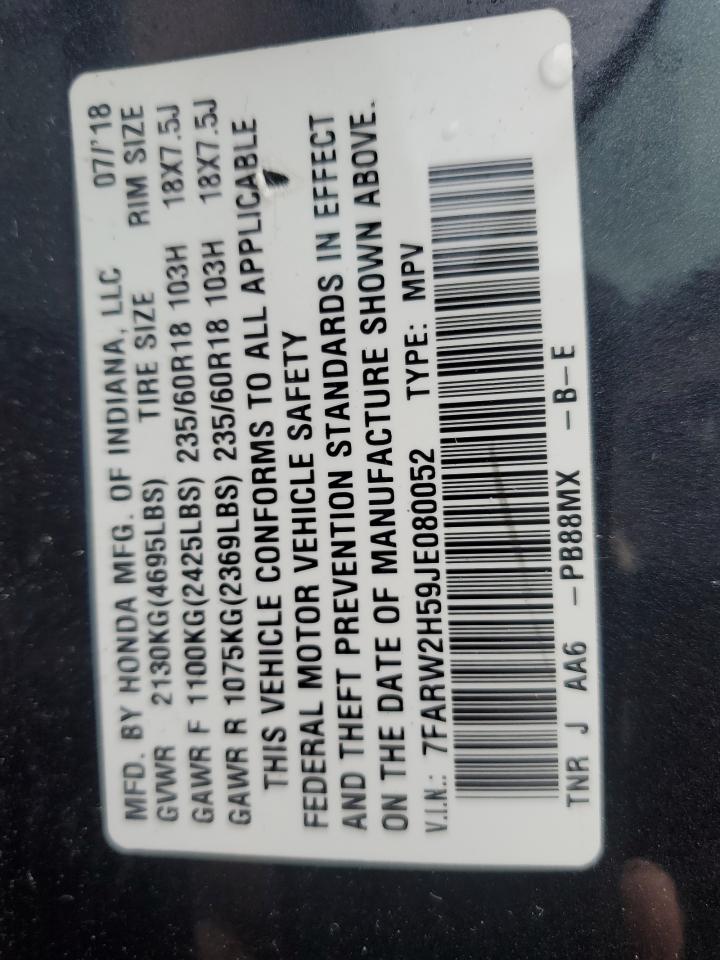 MFD. BY HONDA MFG. OF INDIANA, LLC 07/'18
GVWR 2130KG(4695LBS) TIRE SIZE RIM SIZE
GAWR F 1100KG(2425LBS) 235/60R18 103H 18X7.5J
GAWR R 1075KG(2369LBS) 235/60R18 103H 18X7.5J
THIS VEHICLE CONFORMS TO ALL APPLICABLE
FEDERAL MOTOR VEHICLE SAFETY
AND THEFT PREVENTION STANDARDS IN EFFECT
ON THE DATE OF MANUFACTURE SHOWN ABOVE.
V.I.N.: 7FARW2H59JE080052 TYPE: MPV
TNR J AA6 -PB88MX -B-E